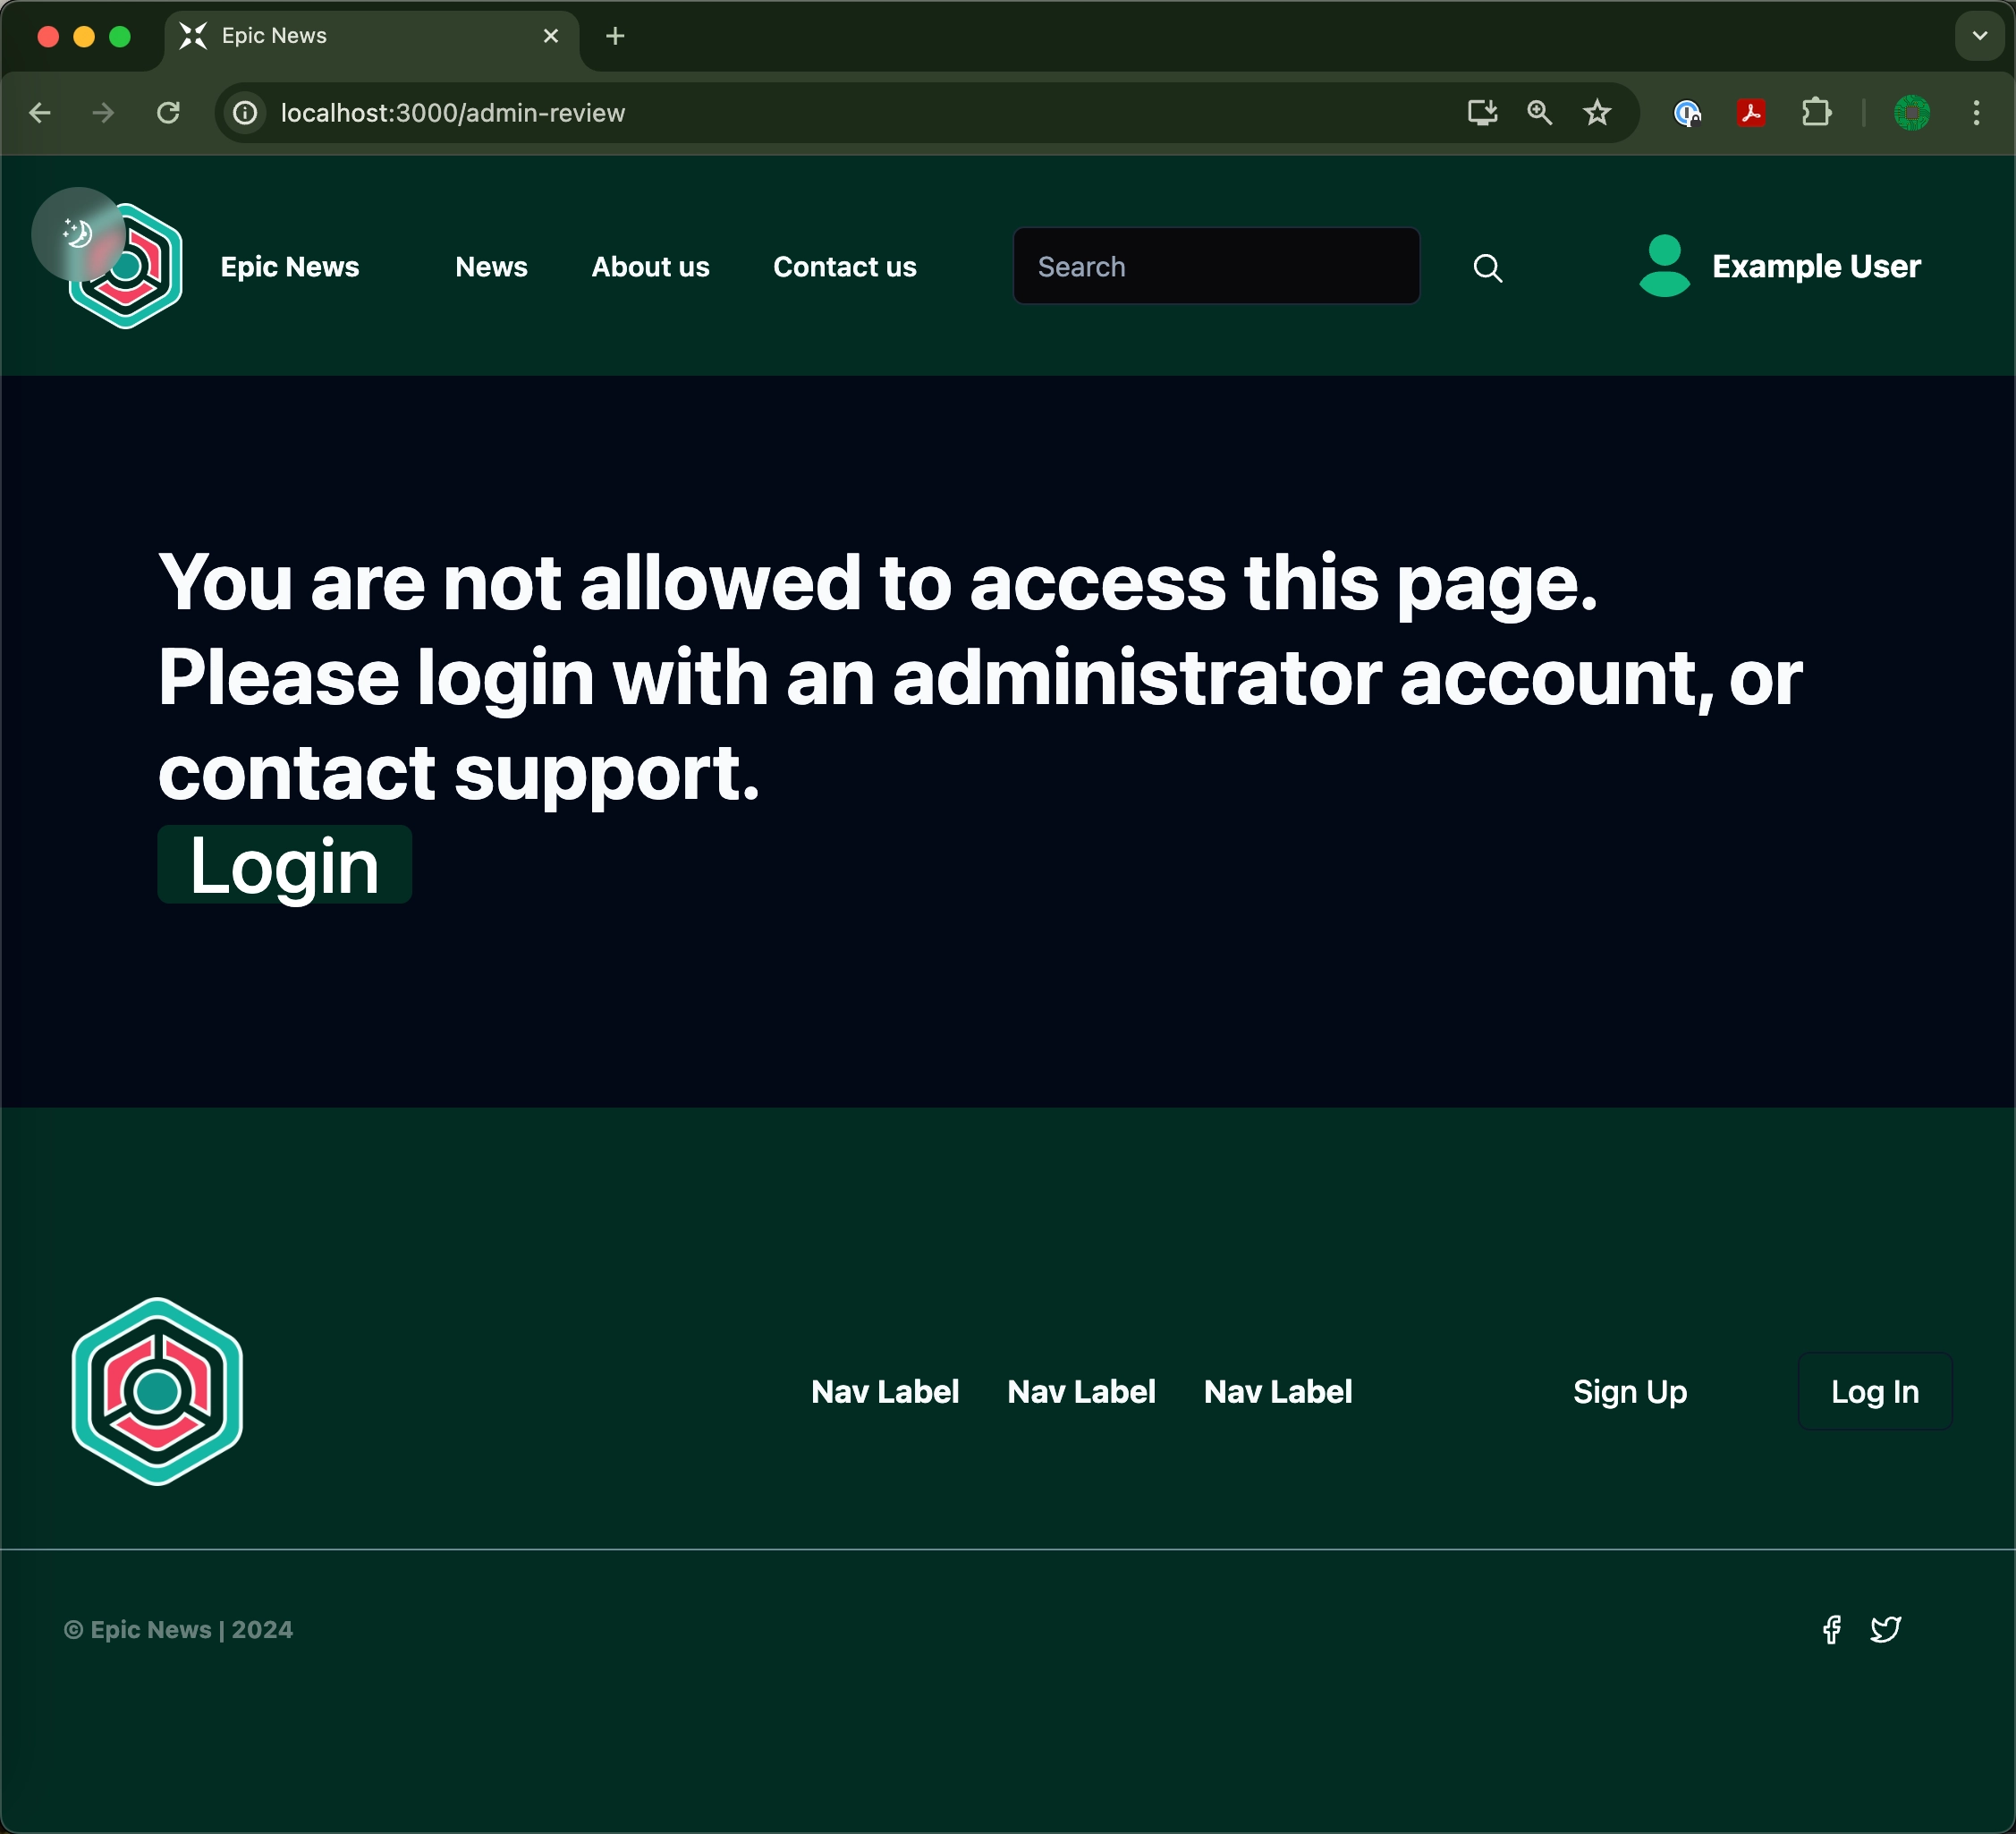 Epic News
localhost:3000/admin-review
Epic News News About us Contact us Search Example User
You are not allowed to access this page.
Please login with an administrator account, or
contact support.
Login
Nav Label Nav Label Nav Label Sign Up Log In
© Epic News | 2024